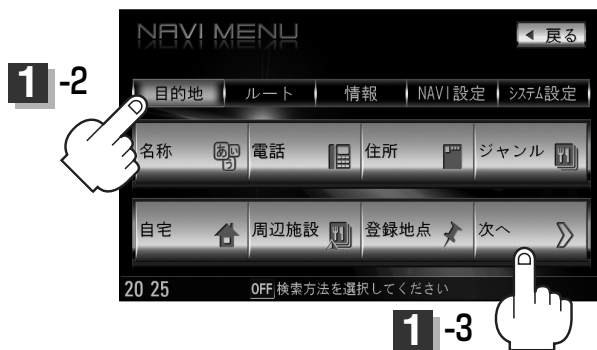 NAVI MENU
戻る
1-2
目的地 ルート 情報 NAVI設定 システム設定
名称 あいう 電話 住所 ジャンル
自宅 周辺施設 登録地点 次へ
20 25 OFF 検索方法を選択してください
1-3